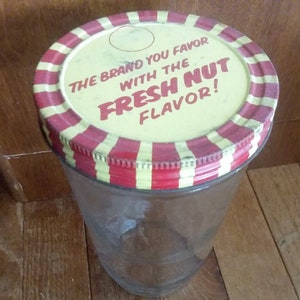 THE BRAND YOU FAVOR
WITH THE
FRESH NUT
FLAVOR!